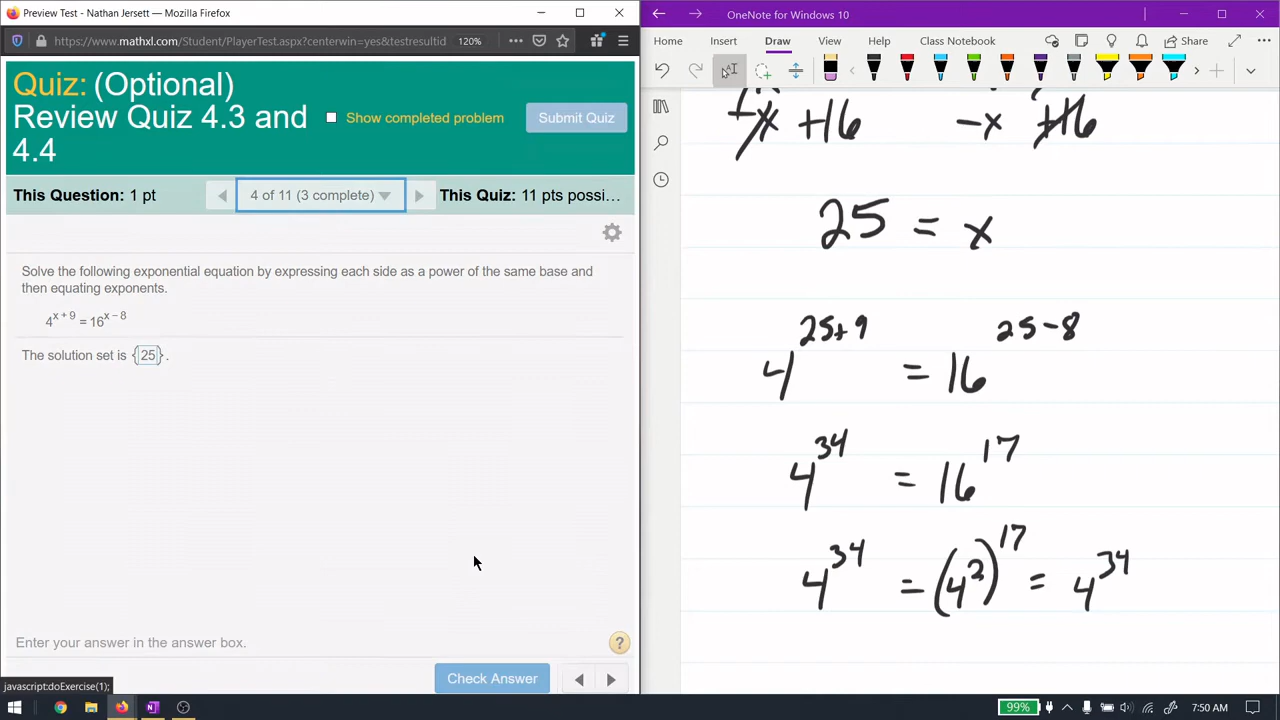 Preview Test - Nathan Jersett — Mozilla Firefox
https://www.mathxl.com/Student/PlayerTest.aspx?centerwin=yes&testresultid 120%
Quiz: (Optional)
Review Quiz 4.3 and
4.4
Show completed problem
Submit Quiz
This Question: 1 pt
4 of 11 (3 complete)
This Quiz: 11 pts possi...
Solve the following exponential equation by expressing each side as a power of the same base and
then equating exponents.
4^(x + 9) = 16^(x − 8)
The solution set is {25}.
Enter your answer in the answer box.
?
Check Answer
javascript:doExercise(1);
OneNote for Windows 10
Home Insert Draw View Help Class Notebook Share
+16 -x +16
25 = x
4^(25+9) = 16^(25-8)
4^34 = 16^17
4^34 = (4^2)^17 = 4^34
99% 7:50 AM